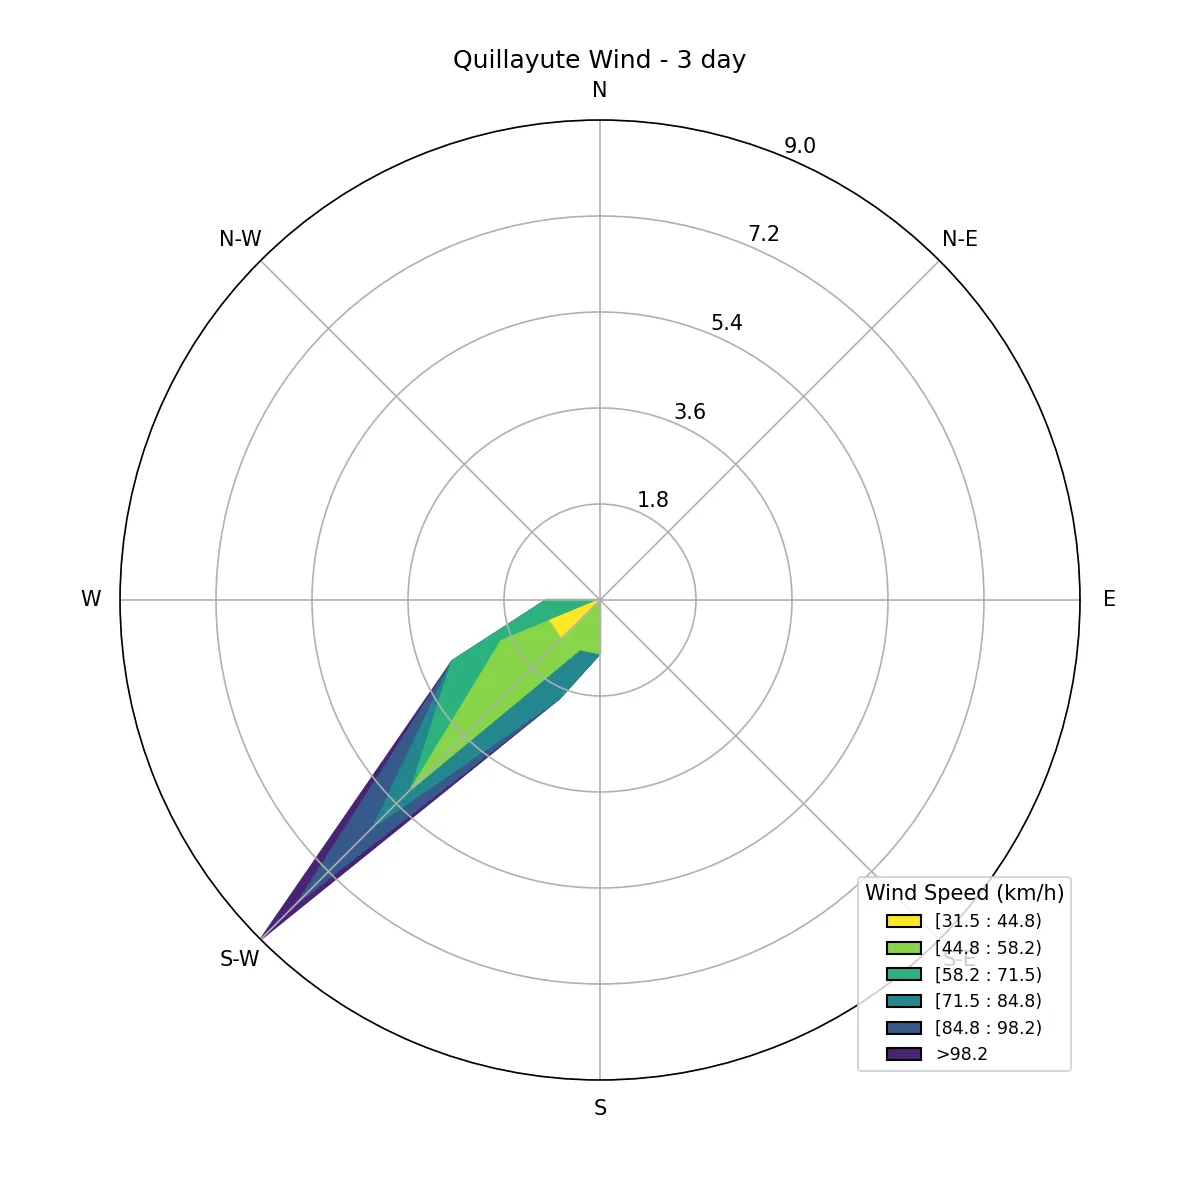 Quillayute Wind - 3 day
N
9.0
N-W
N-E
7.2
5.4
3.6
1.8
W
E
S-W
S-E
S
Wind Speed (km/h)
[31.5 : 44.8)
[44.8 : 58.2)
[58.2 : 71.5)
[71.5 : 84.8)
[84.8 : 98.2)
>98.2